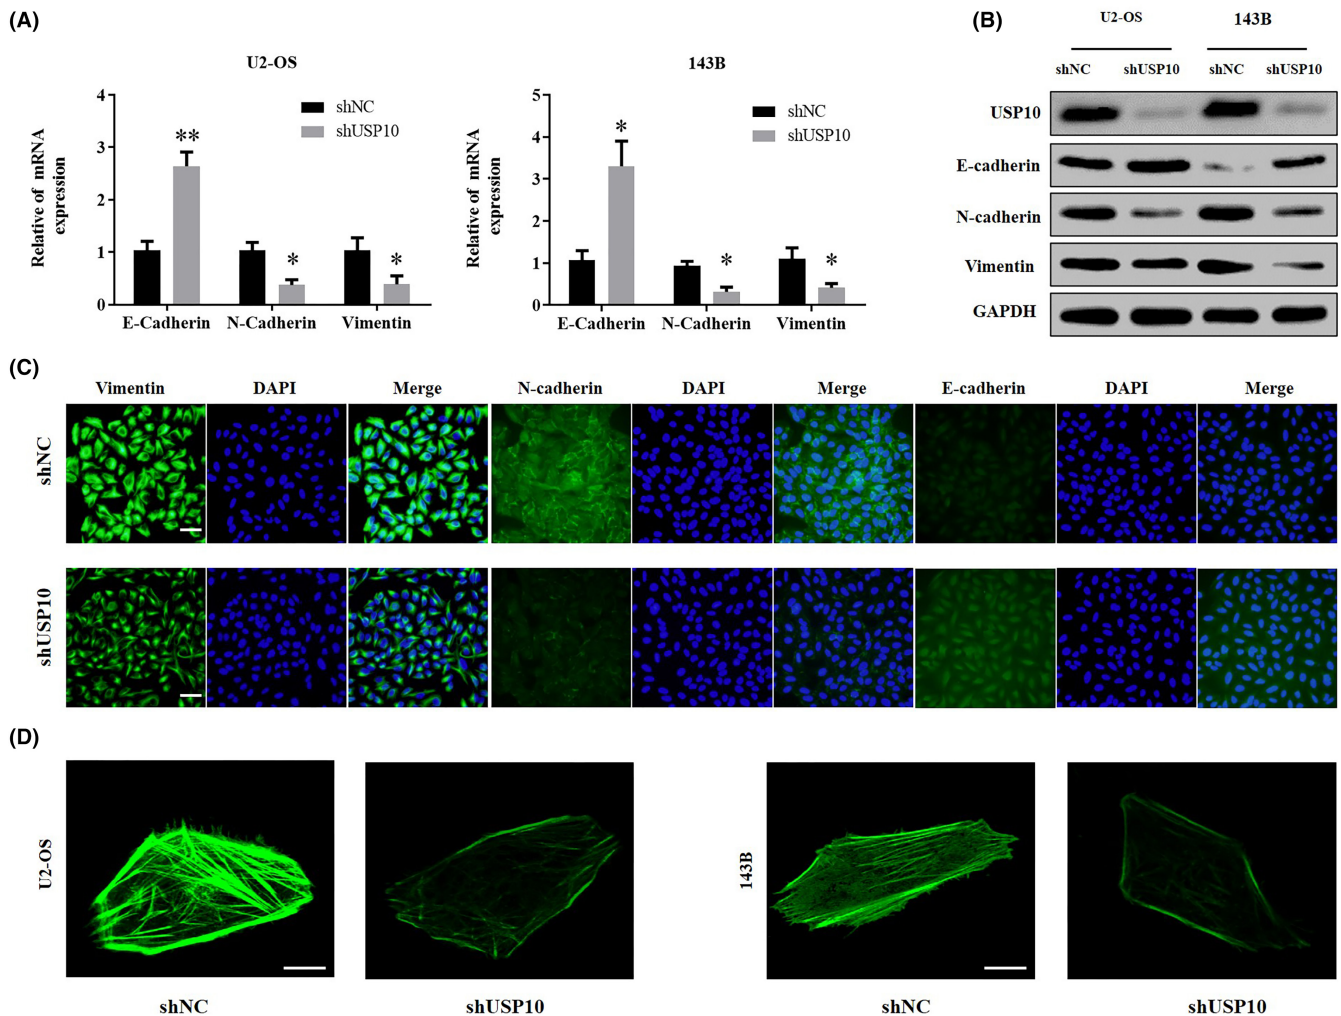 (A)
U2-OS
4
3
2
1
0
Relative of mRNA
expression
shNC
shUSP10
**
*
*
E-Cadherin N-Cadherin Vimentin
143B
5
4
3
2
1
0
Relative of mRNA
expression
shNC
shUSP10
*
*
*
E-Cadherin N-Cadherin Vimentin
(B)
U2-OS 143B
shNC shUSP10 shNC shUSP10
USP10
E-cadherin
N-cadherin
Vimentin
GAPDH
(C)
Vimentin DAPI Merge N-cadherin DAPI Merge E-cadherin DAPI Merge
shNC
shUSP10
(D)
U2-OS
143B
shNC shUSP10 shNC shUSP10